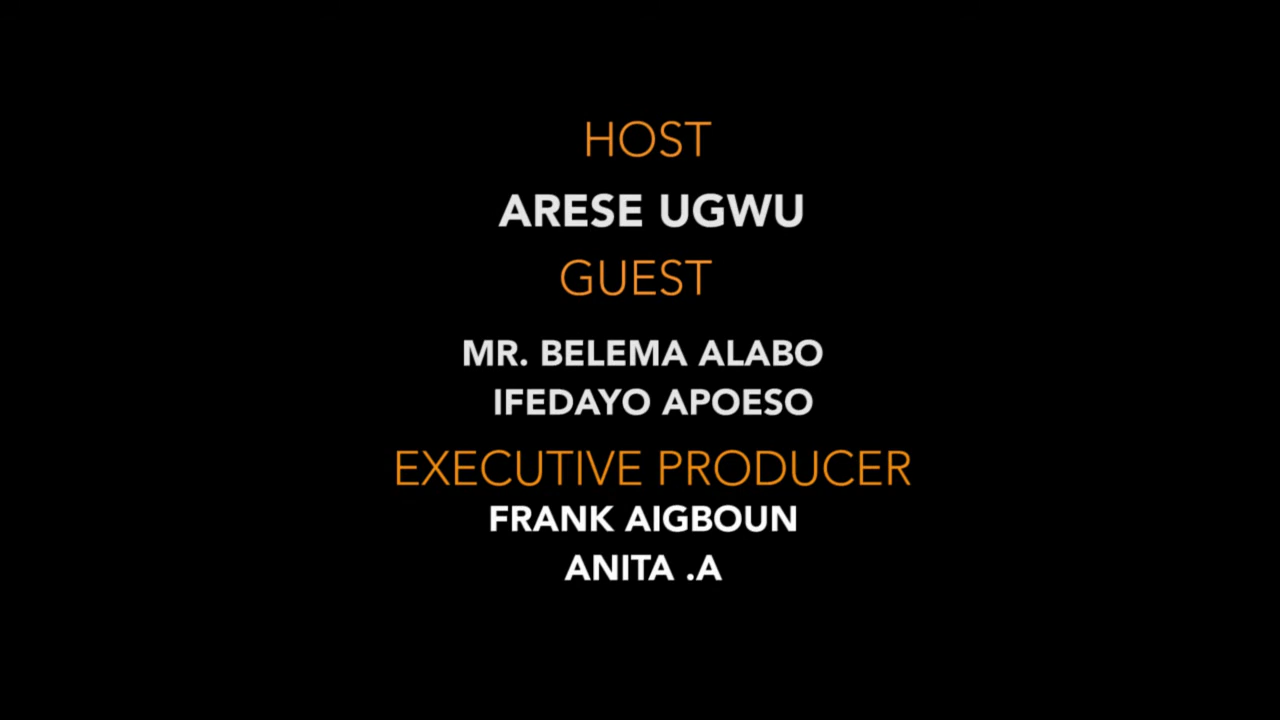 HOST
ARESE UGWU
GUEST
MR. BELEMA ALABO
IFEDAYO APOESO
EXECUTIVE PRODUCER
FRANK AIGBOUN
ANITA .A